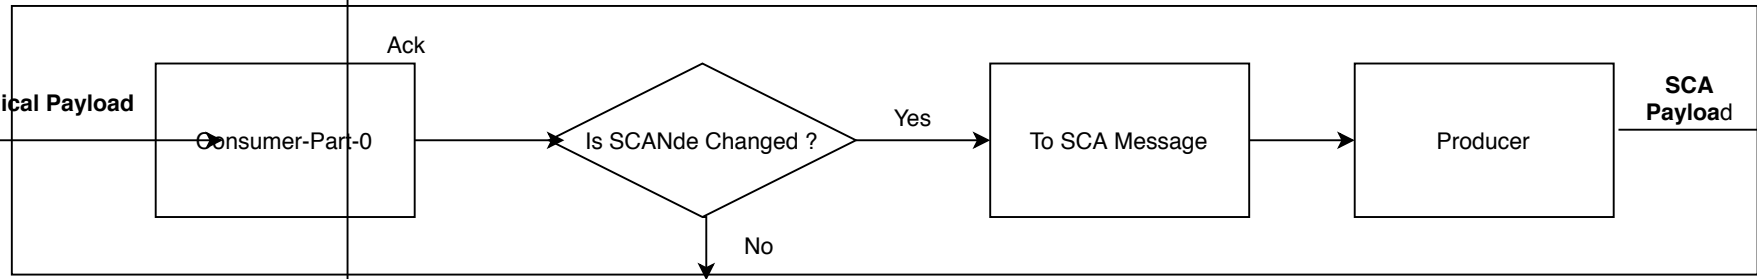 Ack
ical Payload
Consumer-Part-0
Is SCANde Changed ?
Yes
To SCA Message
Producer
SCA
Payload
No